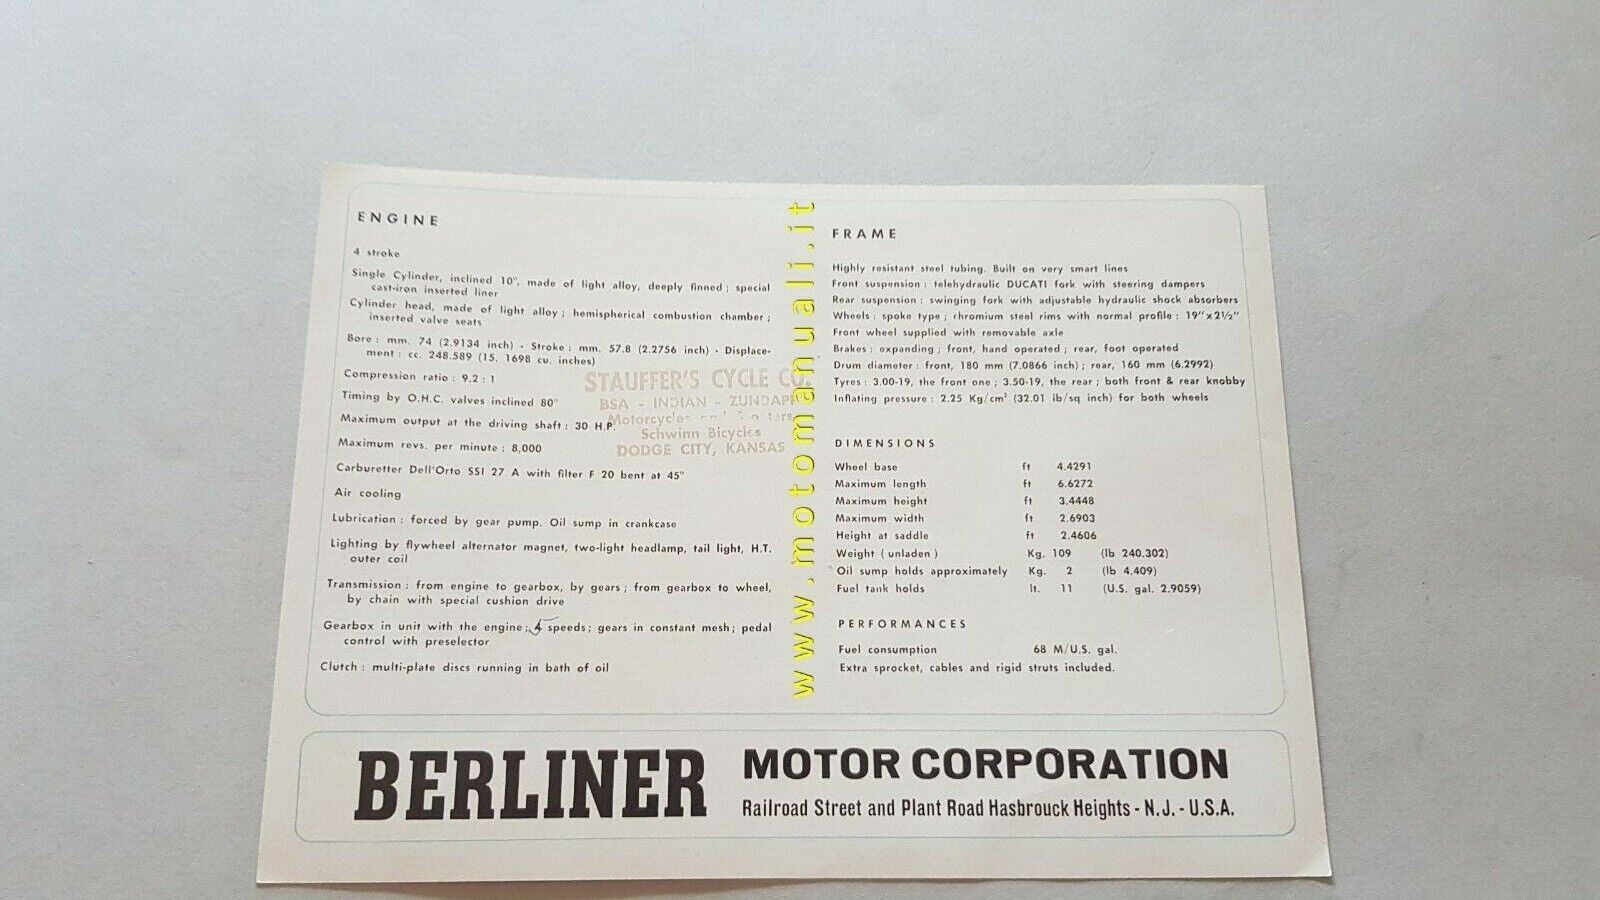 ENGINE
4 stroke
Single Cylinder, inclined 10°, made of light alloy, deeply finned; special
cast-iron inserted liner
Cylinder head, made of light alloy; hemispherical combustion chamber;
inserted valve seats
Bore: mm. 74 (2.9134 inch) - Stroke: mm. 57.8 (2.2756 inch) - Displace-
ment: cc. 248.589 (15. 1698 cu. inches)
Compression ratio: 9.2 : 1
Timing by O.H.C. valves inclined 80°
Maximum output at the driving shaft: 30 H.P.
Maximum revs. per minute: 8,000
Carburetter Dell'Orto SSI 27 A with filter F 20 bent at 45°
Air cooling
Lubrication: forced by gear pump. Oil sump in crankcase
Lighting by flywheel alternator magnet, two-light headlamp, tail light, H.T.
outer coil
Transmission: from engine to gearbox, by gears; from gearbox to wheel,
by chain with special cushion drive
Gearbox in unit with the engine; speeds; gears in constant mesh; pedal
control with preselector
Clutch: multi-plate discs running in bath of oil
STAUFFER'S CYCLE CO.
BSA - INDIAN - ZUNDAPP
Motorcycles
Schwinn Bicycles
DODGE CITY, KANSAS
www.motomanuali.it
FRAME
Highly resistant steel tubing. Built on very smart lines
Front suspension: telehydraulic DUCATI fork with steering dampers
Rear suspension: swinging fork with adjustable hydraulic shock absorbers
Wheels: spoke type; chromium steel rims with normal profile: 19"x2½"
Front wheel supplied with removable axle
Brakes: expanding; front, hand operated; rear, foot operated
Drum diameter: front, 180 mm (7.0866 inch); rear, 160 mm (6.2992)
Tyres: 3.00-19, the front one; 3.50-19, the rear; both front & rear knobby
Inflating pressure: 2.25 Kg/cm² (32.01 lb/sq inch) for both wheels
DIMENSIONS
Wheel base ft 4.4291
Maximum length ft 6.6272
Maximum height ft 3.4448
Maximum width ft 2.6903
Height at saddle ft 2.4606
Weight (unladen) Kg. 109 (lb 240.302)
Oil sump holds approximately Kg. 2 (lb 4.409)
Fuel tank holds lt. 11 (U.S. gal. 2.9059)
PERFORMANCES
Fuel consumption 68 M/U.S. gal.
Extra sprocket, cables and rigid struts included.
BERLINER MOTOR CORPORATION
Railroad Street and Plant Road Hasbrouck Heights - N.J. - U.S.A.